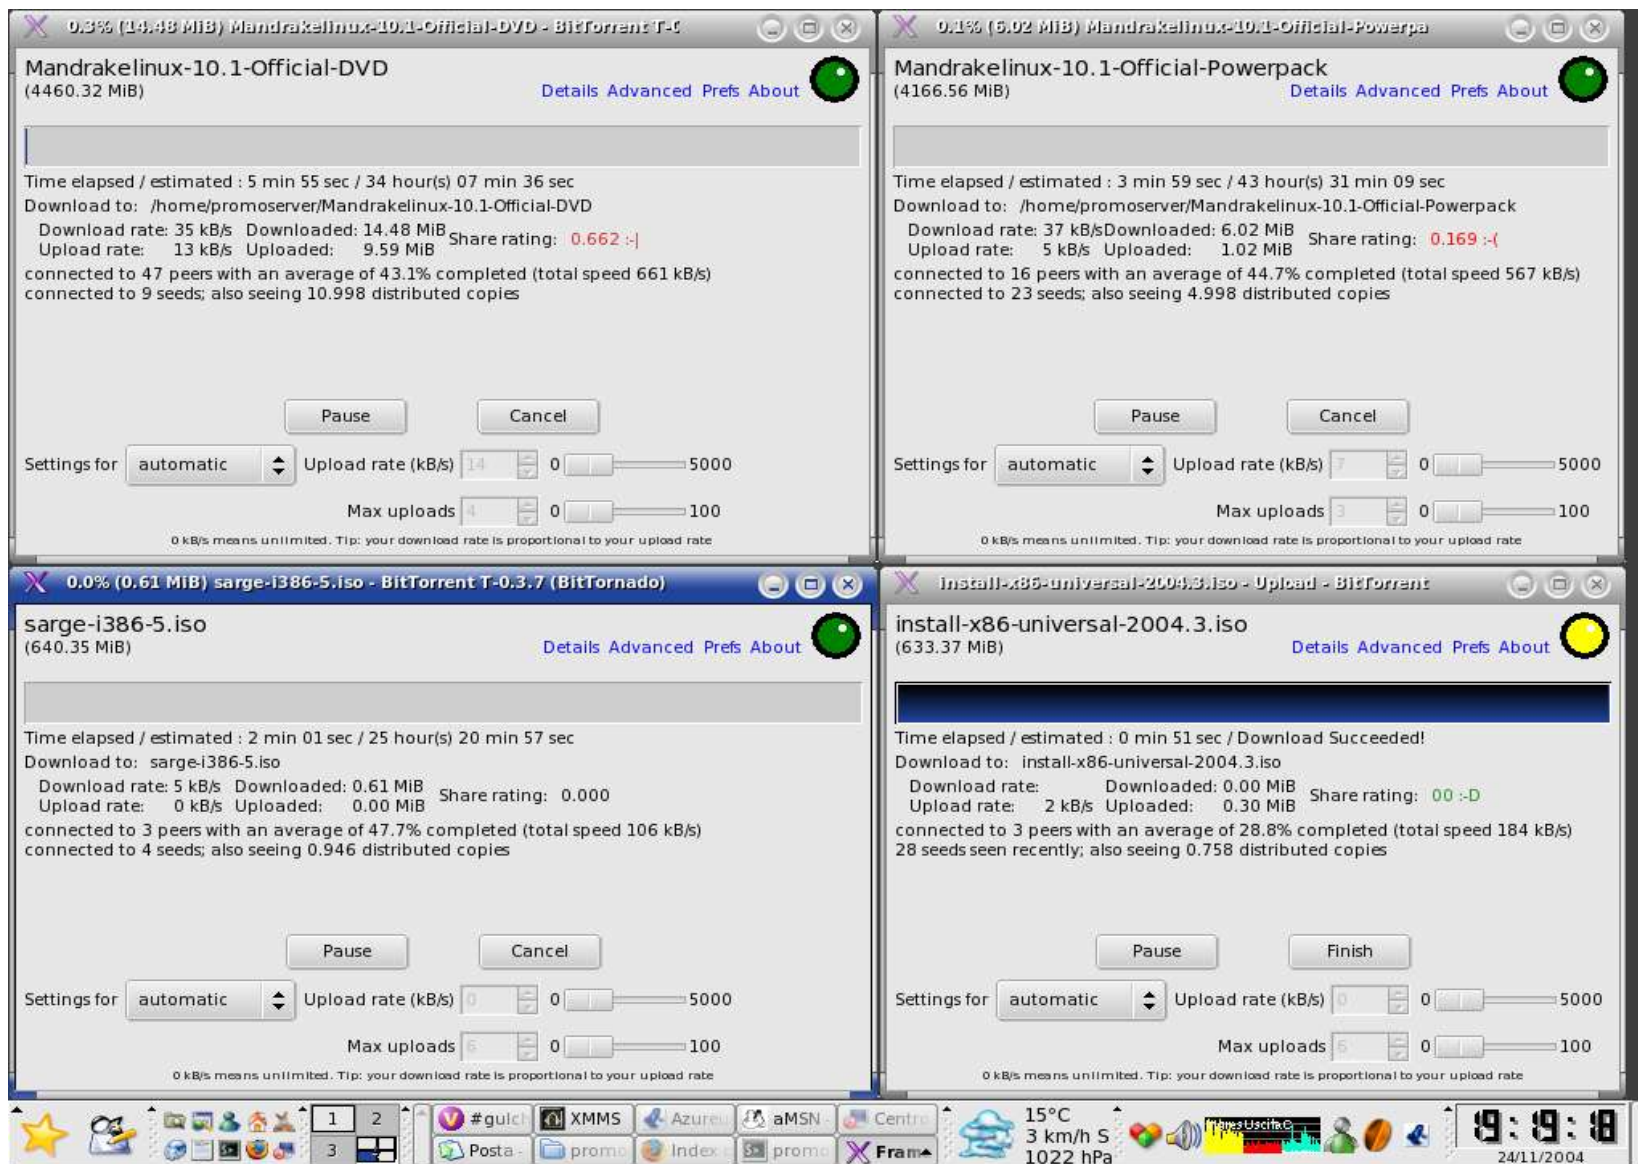 0.3% (14.48 MiB) Mandrakelinux-10.1-Official-DVD - BitTorrent T-0
Mandrakelinux-10.1-Official-DVD
(4460.32 MiB)
Details Advanced Prefs About
Time elapsed / estimated : 5 min 55 sec / 34 hour(s) 07 min 36 sec
Download to: /home/promoserver/Mandrakelinux-10.1-Official-DVD
Download rate: 35 kB/s Downloaded: 14.48 MiB
Upload rate: 13 kB/s Uploaded: 9.59 MiB
Share rating: 0.662 :-|
connected to 47 peers with an average of 43.1% completed (total speed 661 kB/s)
connected to 9 seeds; also seeing 10.998 distributed copies
Pause Cancel
Settings for automatic Upload rate (kB/s) 14 0 5000
Max uploads 4 0 100
0 kB/s means unlimited. Tip: your download rate is proportional to your upload rate
0.1% (6.02 MiB) Mandrakelinux-10.1-Official-Powerpa
Mandrakelinux-10.1-Official-Powerpack
(4166.56 MiB)
Details Advanced Prefs About
Time elapsed / estimated : 3 min 59 sec / 43 hour(s) 31 min 09 sec
Download to: /home/promoserver/Mandrakelinux-10.1-Official-Powerpack
Download rate: 37 kB/s Downloaded: 6.02 MiB
Upload rate: 5 kB/s Uploaded: 1.02 MiB
Share rating: 0.169 :-(
connected to 16 peers with an average of 44.7% completed (total speed 567 kB/s)
connected to 23 seeds; also seeing 4.998 distributed copies
Pause Cancel
Settings for automatic Upload rate (kB/s) 7 0 5000
Max uploads 3 0 100
0 kB/s means unlimited. Tip: your download rate is proportional to your upload rate
0.0% (0.61 MiB) sarge-i386-5.iso - BitTorrent T-0.3.7 (BitTornado)
sarge-i386-5.iso
(640.35 MiB)
Details Advanced Prefs About
Time elapsed / estimated : 2 min 01 sec / 25 hour(s) 20 min 57 sec
Download to: sarge-i386-5.iso
Download rate: 5 kB/s Downloaded: 0.61 MiB
Upload rate: 0 kB/s Uploaded: 0.00 MiB
Share rating: 0.000
connected to 3 peers with an average of 47.7% completed (total speed 106 kB/s)
connected to 4 seeds; also seeing 0.946 distributed copies
Pause Cancel
Settings for automatic Upload rate (kB/s) 0 0 5000
Max uploads 6 0 100
0 kB/s means unlimited. Tip: your download rate is proportional to your upload rate
install-x86-universal-2004.3.iso - Upload - BitTorrent
install-x86-universal-2004.3.iso
(633.37 MiB)
Details Advanced Prefs About
Time elapsed / estimated : 0 min 51 sec / Download Succeeded!
Download to: install-x86-universal-2004.3.iso
Download rate: Downloaded: 0.00 MiB
Upload rate: 2 kB/s Uploaded: 0.30 MiB
Share rating: 00 :-D
connected to 3 peers with an average of 28.8% completed (total speed 184 kB/s)
28 seeds seen recently; also seeing 0.758 distributed copies
Pause Finish
Settings for automatic Upload rate (kB/s) 0 0 5000
Max uploads 6 0 100
0 kB/s means unlimited. Tip: your download rate is proportional to your upload rate
1 2
3
#gulch XMMS Azureu aMSN - Centro
Posta - promo Index promo Fram
15°C
3 km/h S
1022 hPa
19:19:18
24/11/2004